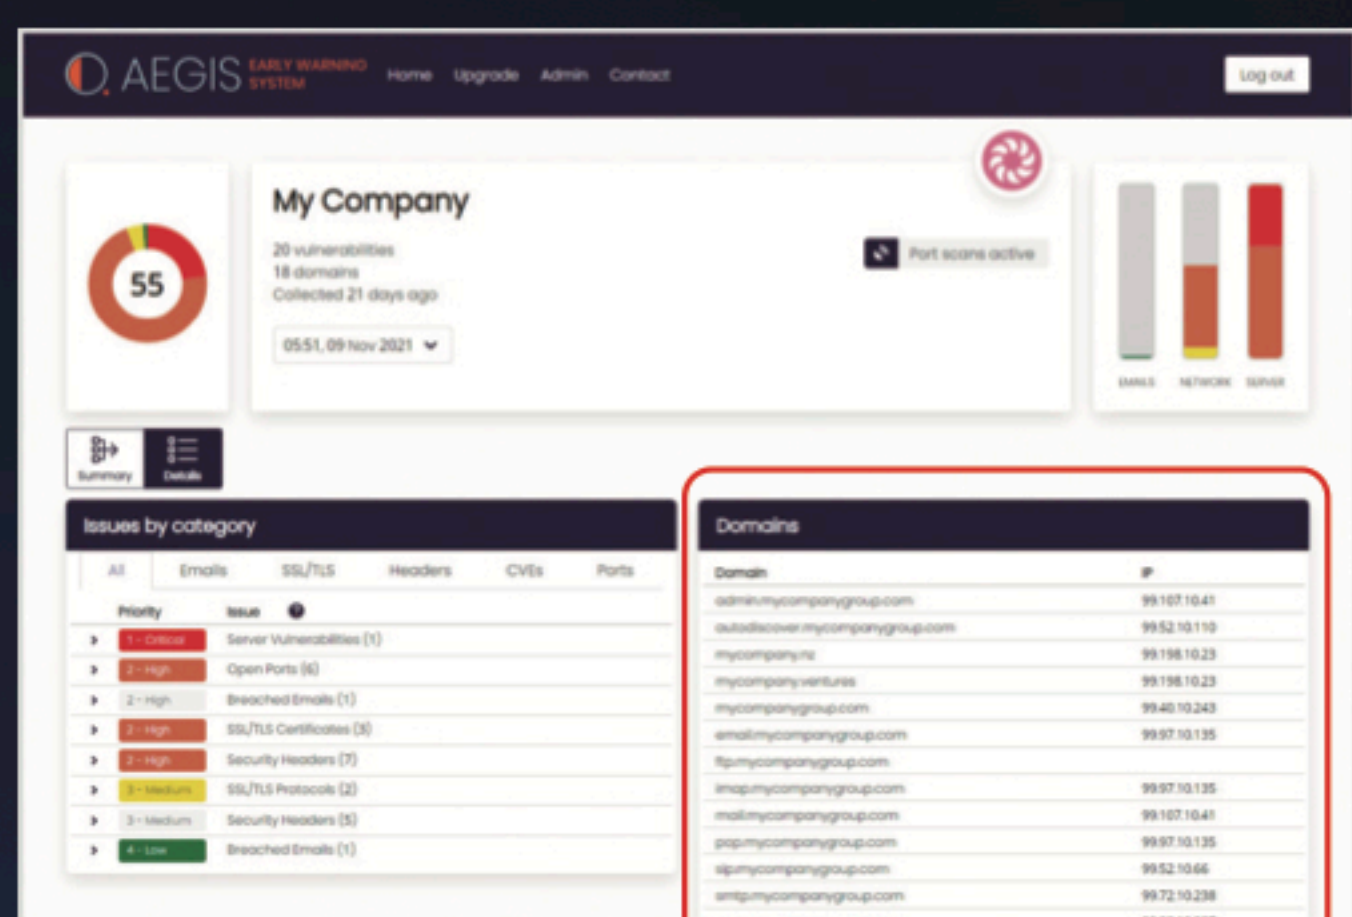 AEGIS EARLY WARNING SYSTEM Home Upgrade Admin Contact Log out
My Company
20 vulnerabilities
18 domains
Collected 21 days ago
05:51, 09 Nov 2021
55
Port scans active
EMAILS NETWORK SERVER
Summary Details
Issues by category
All Emails SSL/TLS Headers CVEs Ports
Priority Issue ?
1 - Critical Server Vulnerabilities (1)
2 - High Open Ports (6)
2 - High Breached Emails (1)
2 - High SSL/TLS Certificates (3)
2 - High Security Headers (7)
3 - Medium SSL/TLS Protocols (2)
3 - Medium Security Headers (5)
4 - Low Breached Emails (1)
Domains
Domain IP
admin.mycompanygroup.com 99.107.10.41
autodiscover.mycompanygroup.com 99.52.10.110
mycompany.nz 99.198.10.23
mycompany.ventures 99.198.10.23
mycompanygroup.com 99.40.10.243
email.mycompanygroup.com 99.97.10.135
ftp.mycompanygroup.com
imap.mycompanygroup.com 99.97.10.135
mail.mycompanygroup.com 99.107.10.41
pop.mycompanygroup.com 99.97.10.135
sip.mycompanygroup.com 99.52.10.66
smtp.mycompanygroup.com 99.72.10.238